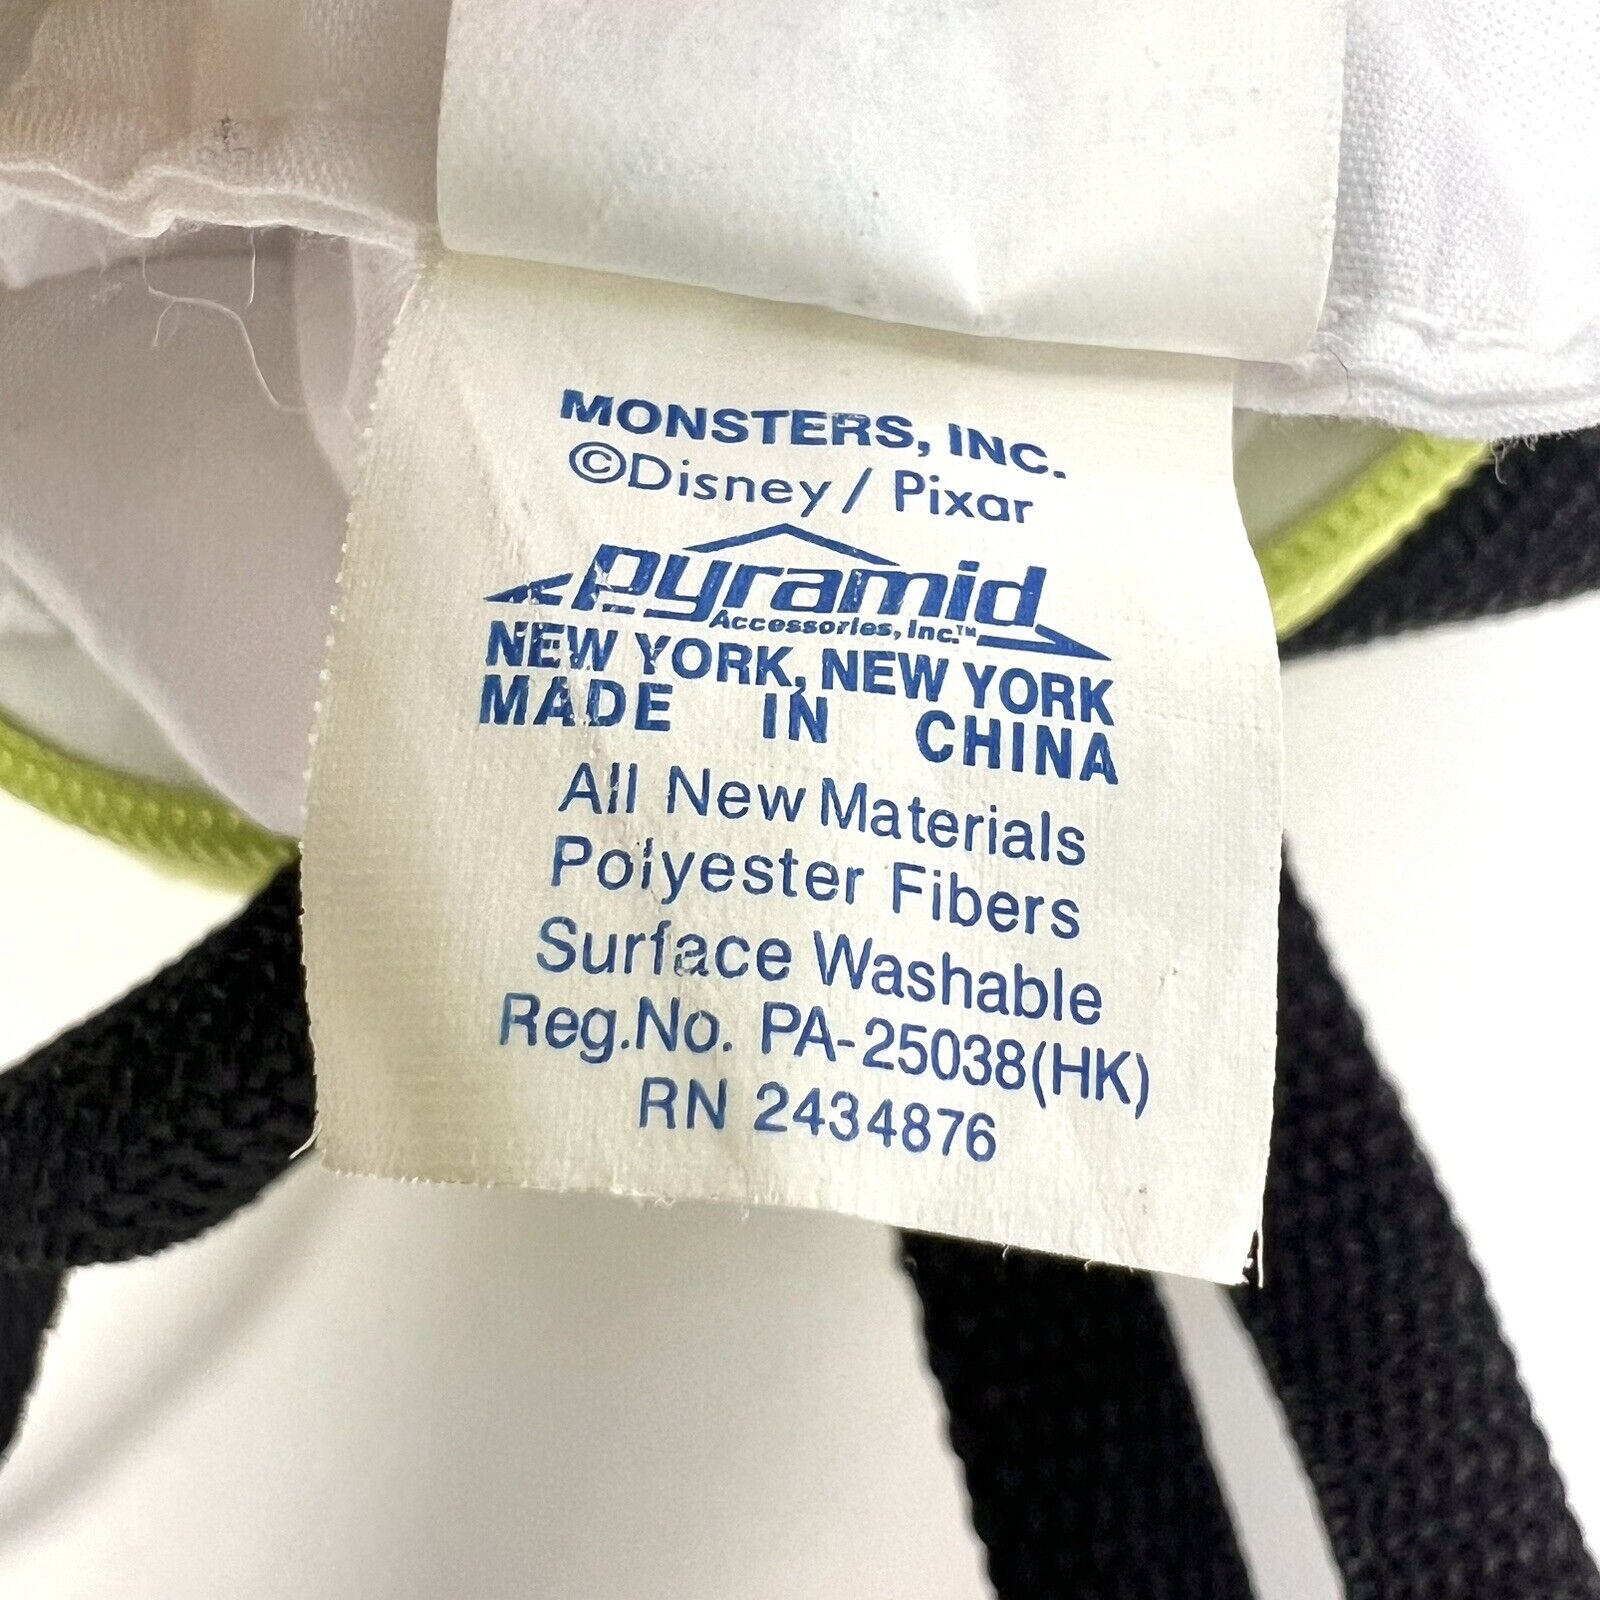 MONSTERS, INC.
©Disney / Pixar
pyramid
Accessories, Inc.™
NEW YORK, NEW YORK
MADE IN CHINA
All New Materials
Polyester Fibers
Surface Washable
Reg.No. PA-25038(HK)
RN 2434876